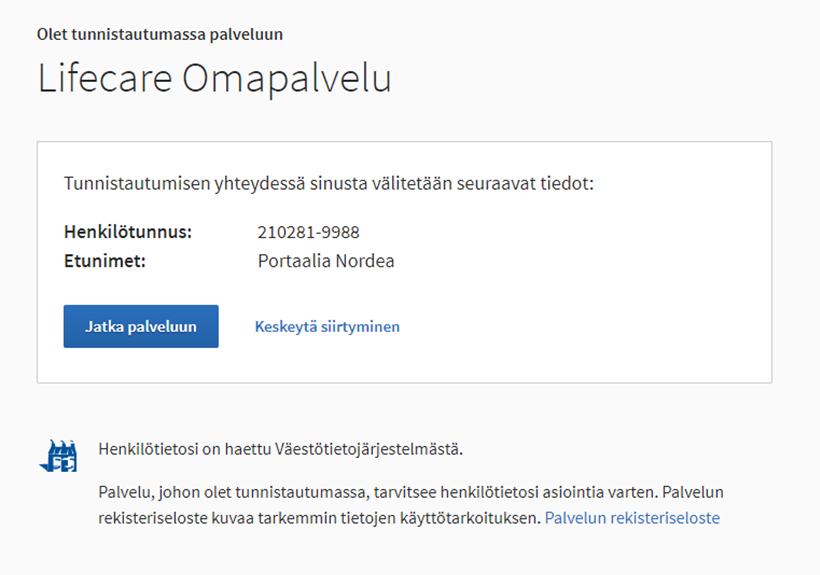 Olet tunnistautumassa palveluun
Lifecare Omapalvelu
Tunnistautumisen yhteydessä sinusta välitetään seuraavat tiedot:
Henkilötunnus: 210281-9988
Etunimet: Portaalia Nordea
Jatka palveluun Keskeytä siirtyminen
Henkilötietosi on haettu Väestötietojärjestelmästä.
Palvelu, johon olet tunnistautumassa, tarvitsee henkilötietosi asiointia varten. Palvelun
rekisteriseloste kuvaa tarkemmin tietojen käyttötarkoituksen. Palvelun rekisteriseloste